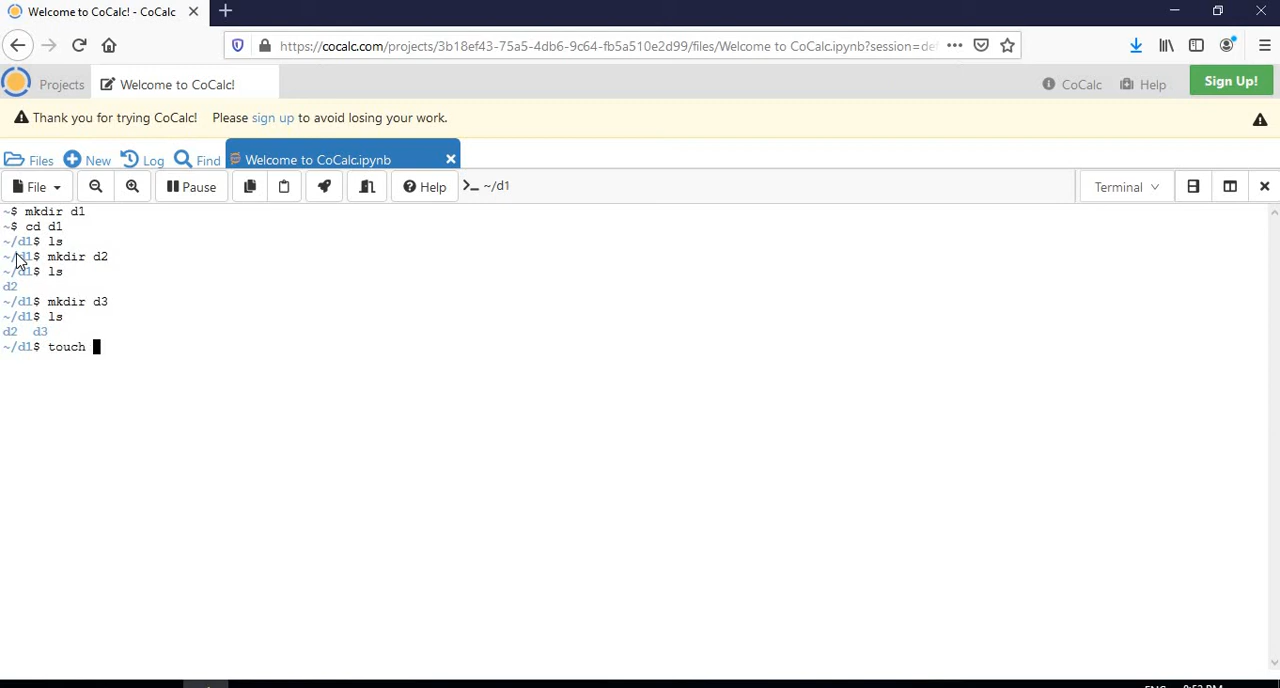 Welcome to CoCalc! - CoCalc
https://cocalc.com/projects/3b18ef43-75a5-4db6-9c64-fb5a510e2d99/files/Welcome to CoCalc.ipynb?session=def
Projects Welcome to CoCalc! CoCalc Help Sign Up!
Thank you for trying CoCalc! Please sign up to avoid losing your work.
Files New Log Find Welcome to CoCalc.ipynb
File Pause Help >_ ~/d1 Terminal
~$ mkdir d1
~$ cd d1
~/d1$ ls
~/d1$ mkdir d2
~/d1$ ls
d2
~/d1$ mkdir d3
~/d1$ ls
d2 d3
~/d1$ touch